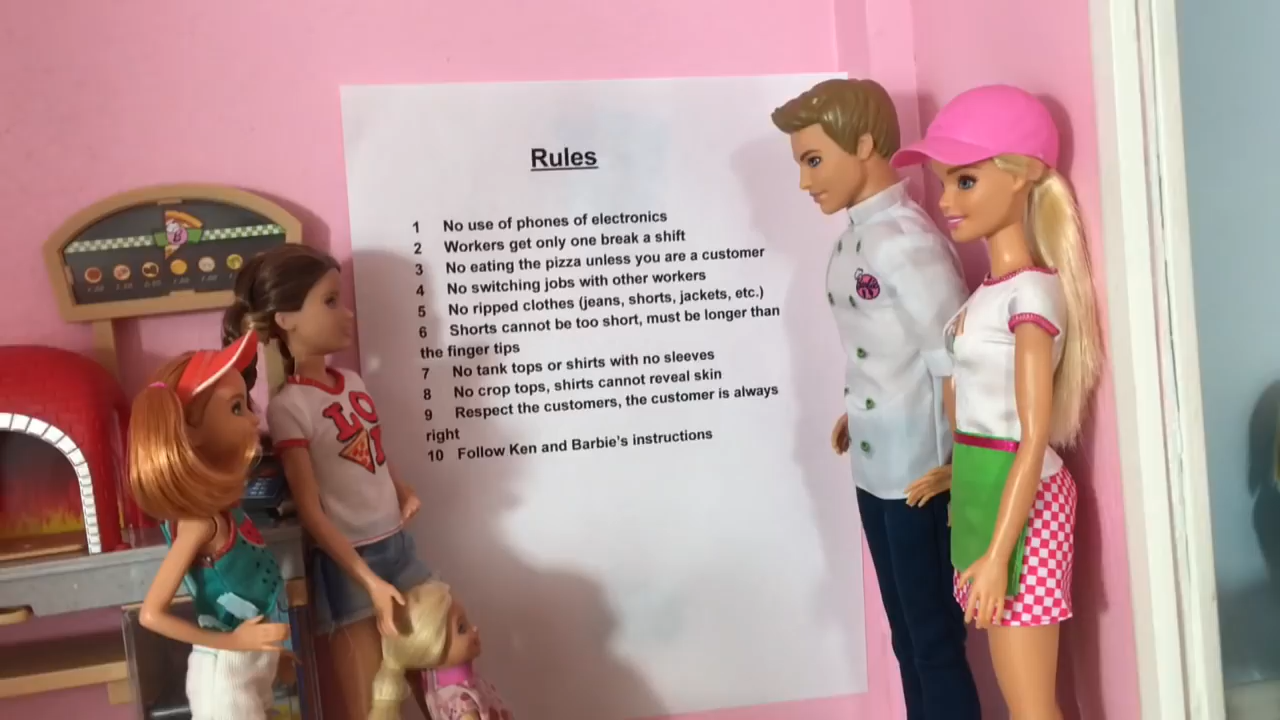 Rules
1 No use of phones of electronics
2 Workers get only one break a shift
3 No eating the pizza unless you are a customer
4 No switching jobs with other workers
5 No ripped clothes (jeans, shorts, jackets, etc.)
6 Shorts cannot be too short, must be longer than
the finger tips
7 No tank tops or shirts with no sleeves
8 No crop tops, shirts cannot reveal skin
9 Respect the customers, the customer is always
right
10 Follow Ken and Barbie's instructions
LO
B